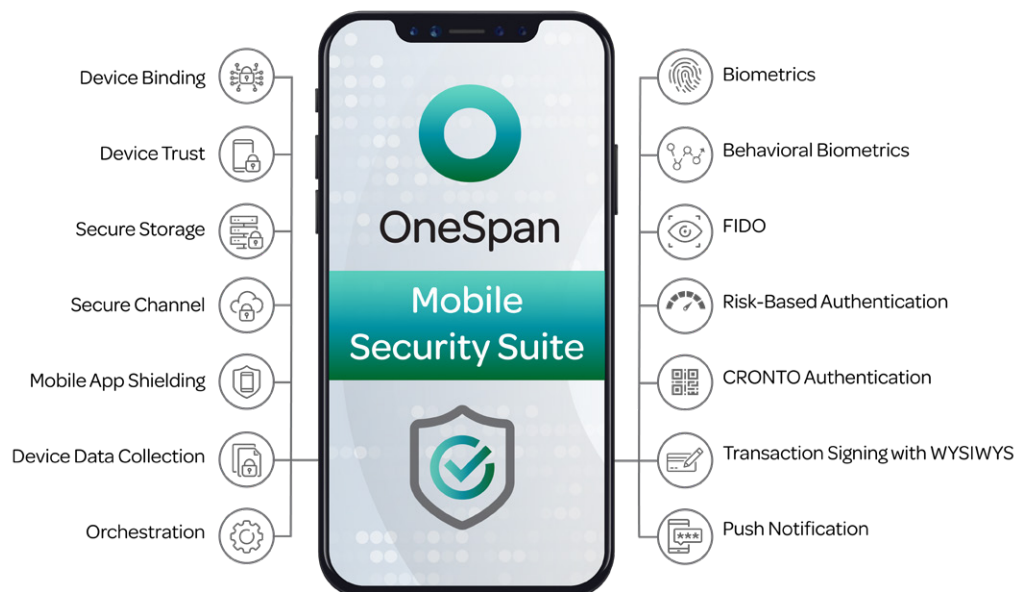 Device Binding
Device Trust
Secure Storage
Secure Channel
Mobile App Shielding
Device Data Collection
Orchestration
OneSpan
Mobile
Security Suite
Biometrics
Behavioral Biometrics
FIDO
Risk-Based Authentication
CRONTO Authentication
Transaction Signing with WYSIWYS
Push Notification
***